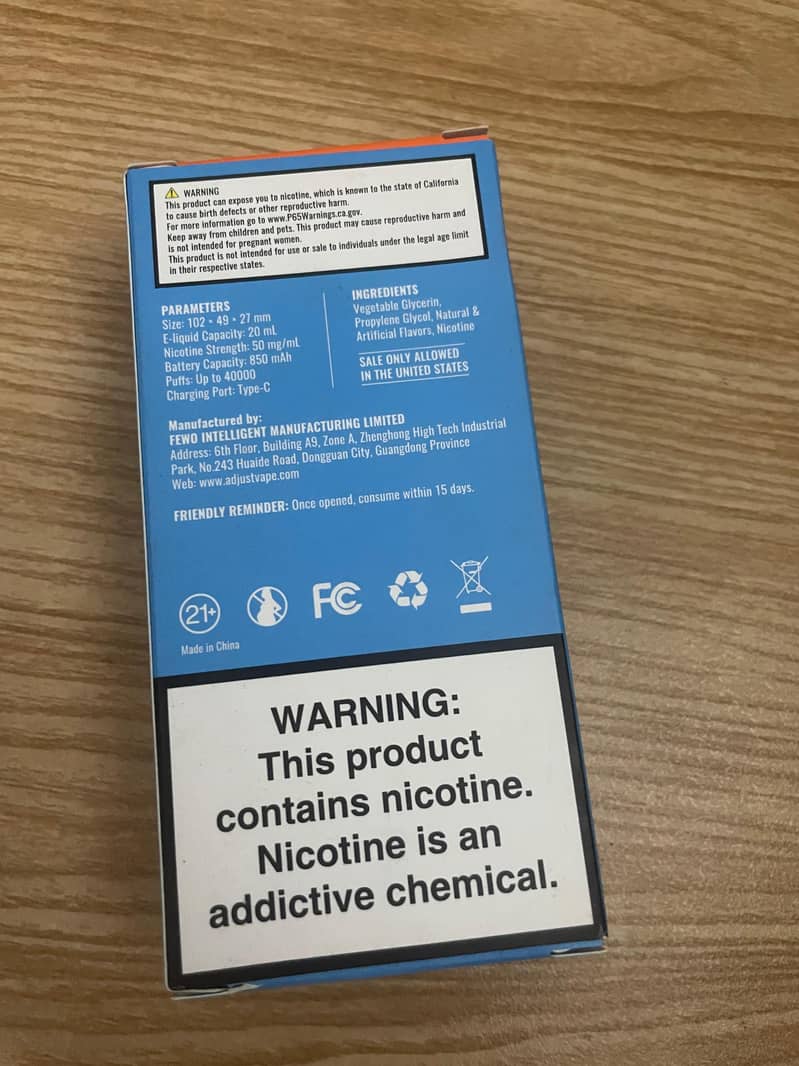 WARNING
This product can expose you to nicotine, which is known to the state of California
to cause birth defects or other reproductive harm.
For more information go to www.P65Warnings.ca.gov.
Keep away from children and pets. This product may cause reproductive harm and
is not intended for pregnant women.
This product is not intended for use or sale to individuals under the legal age limit
in their respective states.
PARAMETERS
Size: 102 * 49 * 27 mm
E-liquid Capacity: 20 mL
Nicotine Strength: 50 mg/mL
Battery Capacity: 850 mAh
Puffs: Up to 40000
Charging Port: Type-C
INGREDIENTS
Vegetable Glycerin,
Propylene Glycol, Natural &
Artificial Flavors, Nicotine
SALE ONLY ALLOWED
IN THE UNITED STATES
Manufactured by:
FEWO INTELLIGENT MANUFACTURING LIMITED
Address: 6th Floor, Building A9, Zone A, Zhenghong High Tech Industrial
Park, No.243 Huaide Road, Dongguan City, Guangdong Province
Web: www.adjustvape.com
FRIENDLY REMINDER: Once opened, consume within 15 days.
21+
FC
Made in China
WARNING:
This product
contains nicotine.
Nicotine is an
addictive chemical.